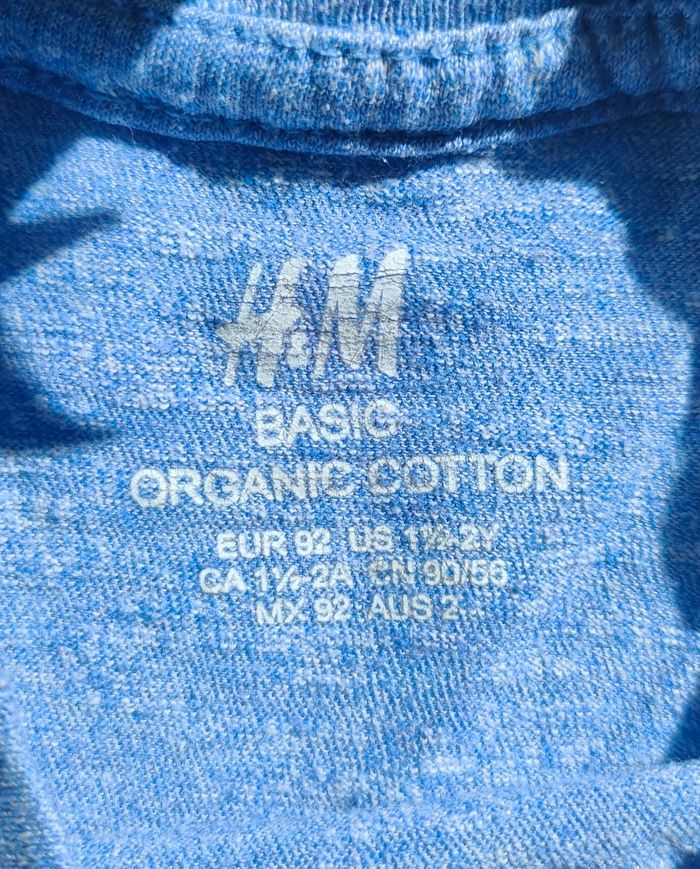 H&M
BASIC
ORGANIC COTTON
EUR 92 US 1½-2Y
CA 1½-2A CN 90/56
MX 92 AUS 2